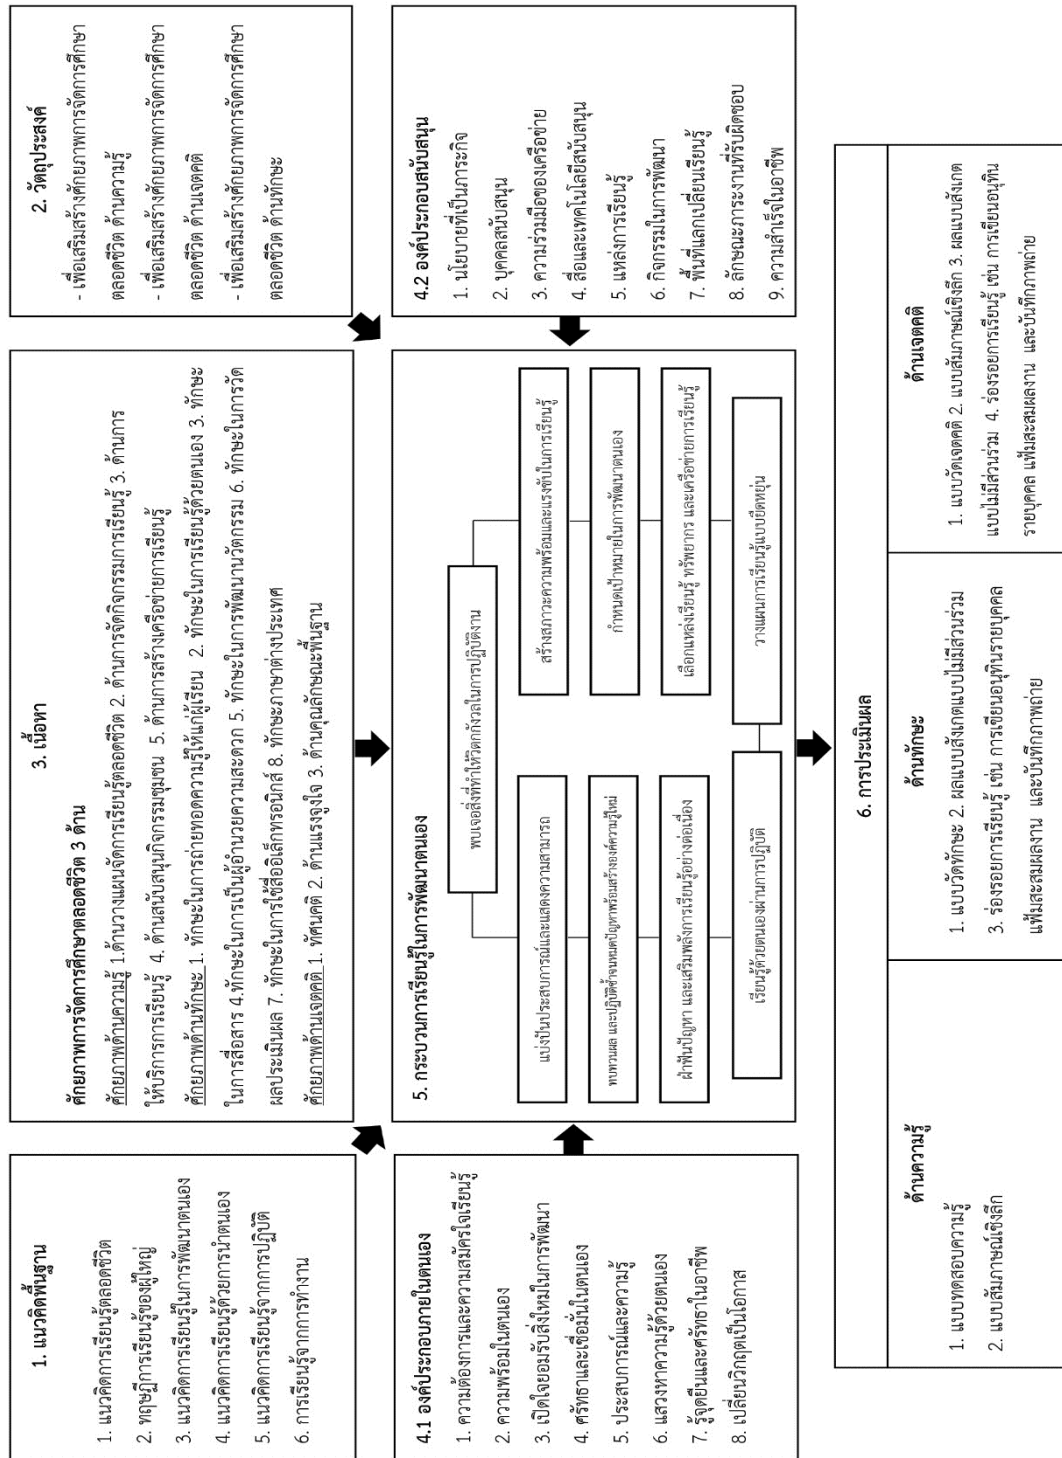 1. แนวคิดพื้นฐาน
1. แนวคิดการเรียนรู้ตลอดชีวิต
2. ทฤษฎีการเรียนรู้ของผู้ใหญ่
3. แนวคิดการเรียนรู้ในการพัฒนาตนเอง
4. แนวคิดการเรียนรู้ด้วยการนำตนเอง
5. แนวคิดการเรียนรู้จากการปฏิบัติ
6. การเรียนรู้จากการทำงาน
3. เนื้อหา
ศักยภาพการจัดการศึกษาตลอดชีวิต 3 ด้าน
ศักยภาพด้านความรู้ 1.ด้านวางแผนจัดการเรียนรู้ตลอดชีวิต 2. ด้านการจัดกิจกรรมการเรียนรู้ 3. ด้านการ
ให้บริการการเรียนรู้ 4. ด้านสนับสนุนกิจกรรมชุมชน 5. ด้านการสร้างเครือข่ายการเรียนรู้
ศักยภาพด้านทักษะ 1. ทักษะในการถ่ายทอดความรู้ให้แก่ผู้เรียน 2. ทักษะในการเรียนรู้ด้วยตนเอง 3. ทักษะ
ในการสื่อสาร 4.ทักษะในการเป็นผู้อำนวยความสะดวก 5. ทักษะในการพัฒนานวัตกรรม 6. ทักษะในการวัด
ผลประเมินผล 7. ทักษะในการใช้สื่ออิเล็กทรอนิกส์ 8. ทักษะภาษาต่างประเทศ
ศักยภาพด้านเจตคติ 1. ทัศนคติ 2. ด้านแรงจูงใจ 3. ด้านคุณลักษณะพื้นฐาน
2. วัตถุประสงค์
- เพื่อเสริมสร้างศักยภาพการจัดการศึกษา
ตลอดชีวิต ด้านความรู้
- เพื่อเสริมสร้างศักยภาพการจัดการศึกษา
ตลอดชีวิต ด้านเจตคติ
- เพื่อเสริมสร้างศักยภาพการจัดการศึกษา
ตลอดชีวิต ด้านทักษะ
4.1 องค์ประกอบภายในตนเอง
1. ความต้องการและความสมัครใจเรียนรู้
2. ความพร้อมในตนเอง
3. เปิดใจยอมรับสิ่งใหม่ในการพัฒนา
4. ศรัทธาและเชื่อมั่นในตนเอง
5. ประสบการณ์และความรู้
6. แสวงหาความรู้ด้วยตนเอง
7. รู้จุดยืนและศรัทธาในอาชีพ
8. เปลี่ยนวิกฤตเป็นโอกาส
5. กระบวนการเรียนรู้ในการพัฒนาตนเอง
พบเจอสิ่งที่ทำให้วิตกกังวลในการปฏิบัติงาน
แบ่งปันประสบการณ์และแสดงความสามารถ
สร้างสภาวะความพร้อมและแรงขับในการเรียนรู้
ทบทวนผล และปฏิบัติซ้ำจนหมดปัญหาพร้อมสร้างองค์ความรู้ใหม่
กำหนดเป้าหมายในการพัฒนาตนเอง
ฝ่าฟันปัญหา และเสริมพลังการเรียนรู้อย่างต่อเนื่อง
เลือกแหล่งเรียนรู้ ทรัพยากร และเครือข่ายการเรียนรู้
เรียนรู้ด้วยตนเองผ่านการปฏิบัติ
วางแผนการเรียนรู้แบบยืดหยุ่น
4.2 องค์ประกอบสนับสนุน
1. นโยบายที่เป็นภาระกิจ
2. บุคคลสนับสนุน
3. ความร่วมมือของเครือข่าย
4. สื่อและเทคโนโลยีสนับสนุน
5. แหล่งการเรียนรู้
6. กิจกรรมในการพัฒนา
7. พื้นที่แลกเปลี่ยนเรียนรู้
8. ลักษณะภาระงานที่รับผิดชอบ
9. ความสำเร็จในอาชีพ
6. การประเมินผล
ด้านความรู้
1. แบบทดสอบความรู้
2. แบบสัมภาษณ์เชิงลึก
ด้านทักษะ
1. แบบวัดทักษะ 2. ผลแบบสังเกตแบบไม่มีส่วนร่วม
3. ร่องรอยการเรียนรู้ เช่น การเขียนอนุทินรายบุคคล
แฟ้มสะสมผลงาน และบันทึกภาพถ่าย
ด้านเจตคติ
1. แบบวัดเจตคติ 2. แบบสัมภาษณ์เชิงลึก 3. ผลแบบสังเกต
แบบไม่มีส่วนร่วม 4. ร่องรอยการเรียนรู้ เช่น การเขียนอนุทิน
รายบุคคล แฟ้มสะสมผลงาน และบันทึกภาพถ่าย